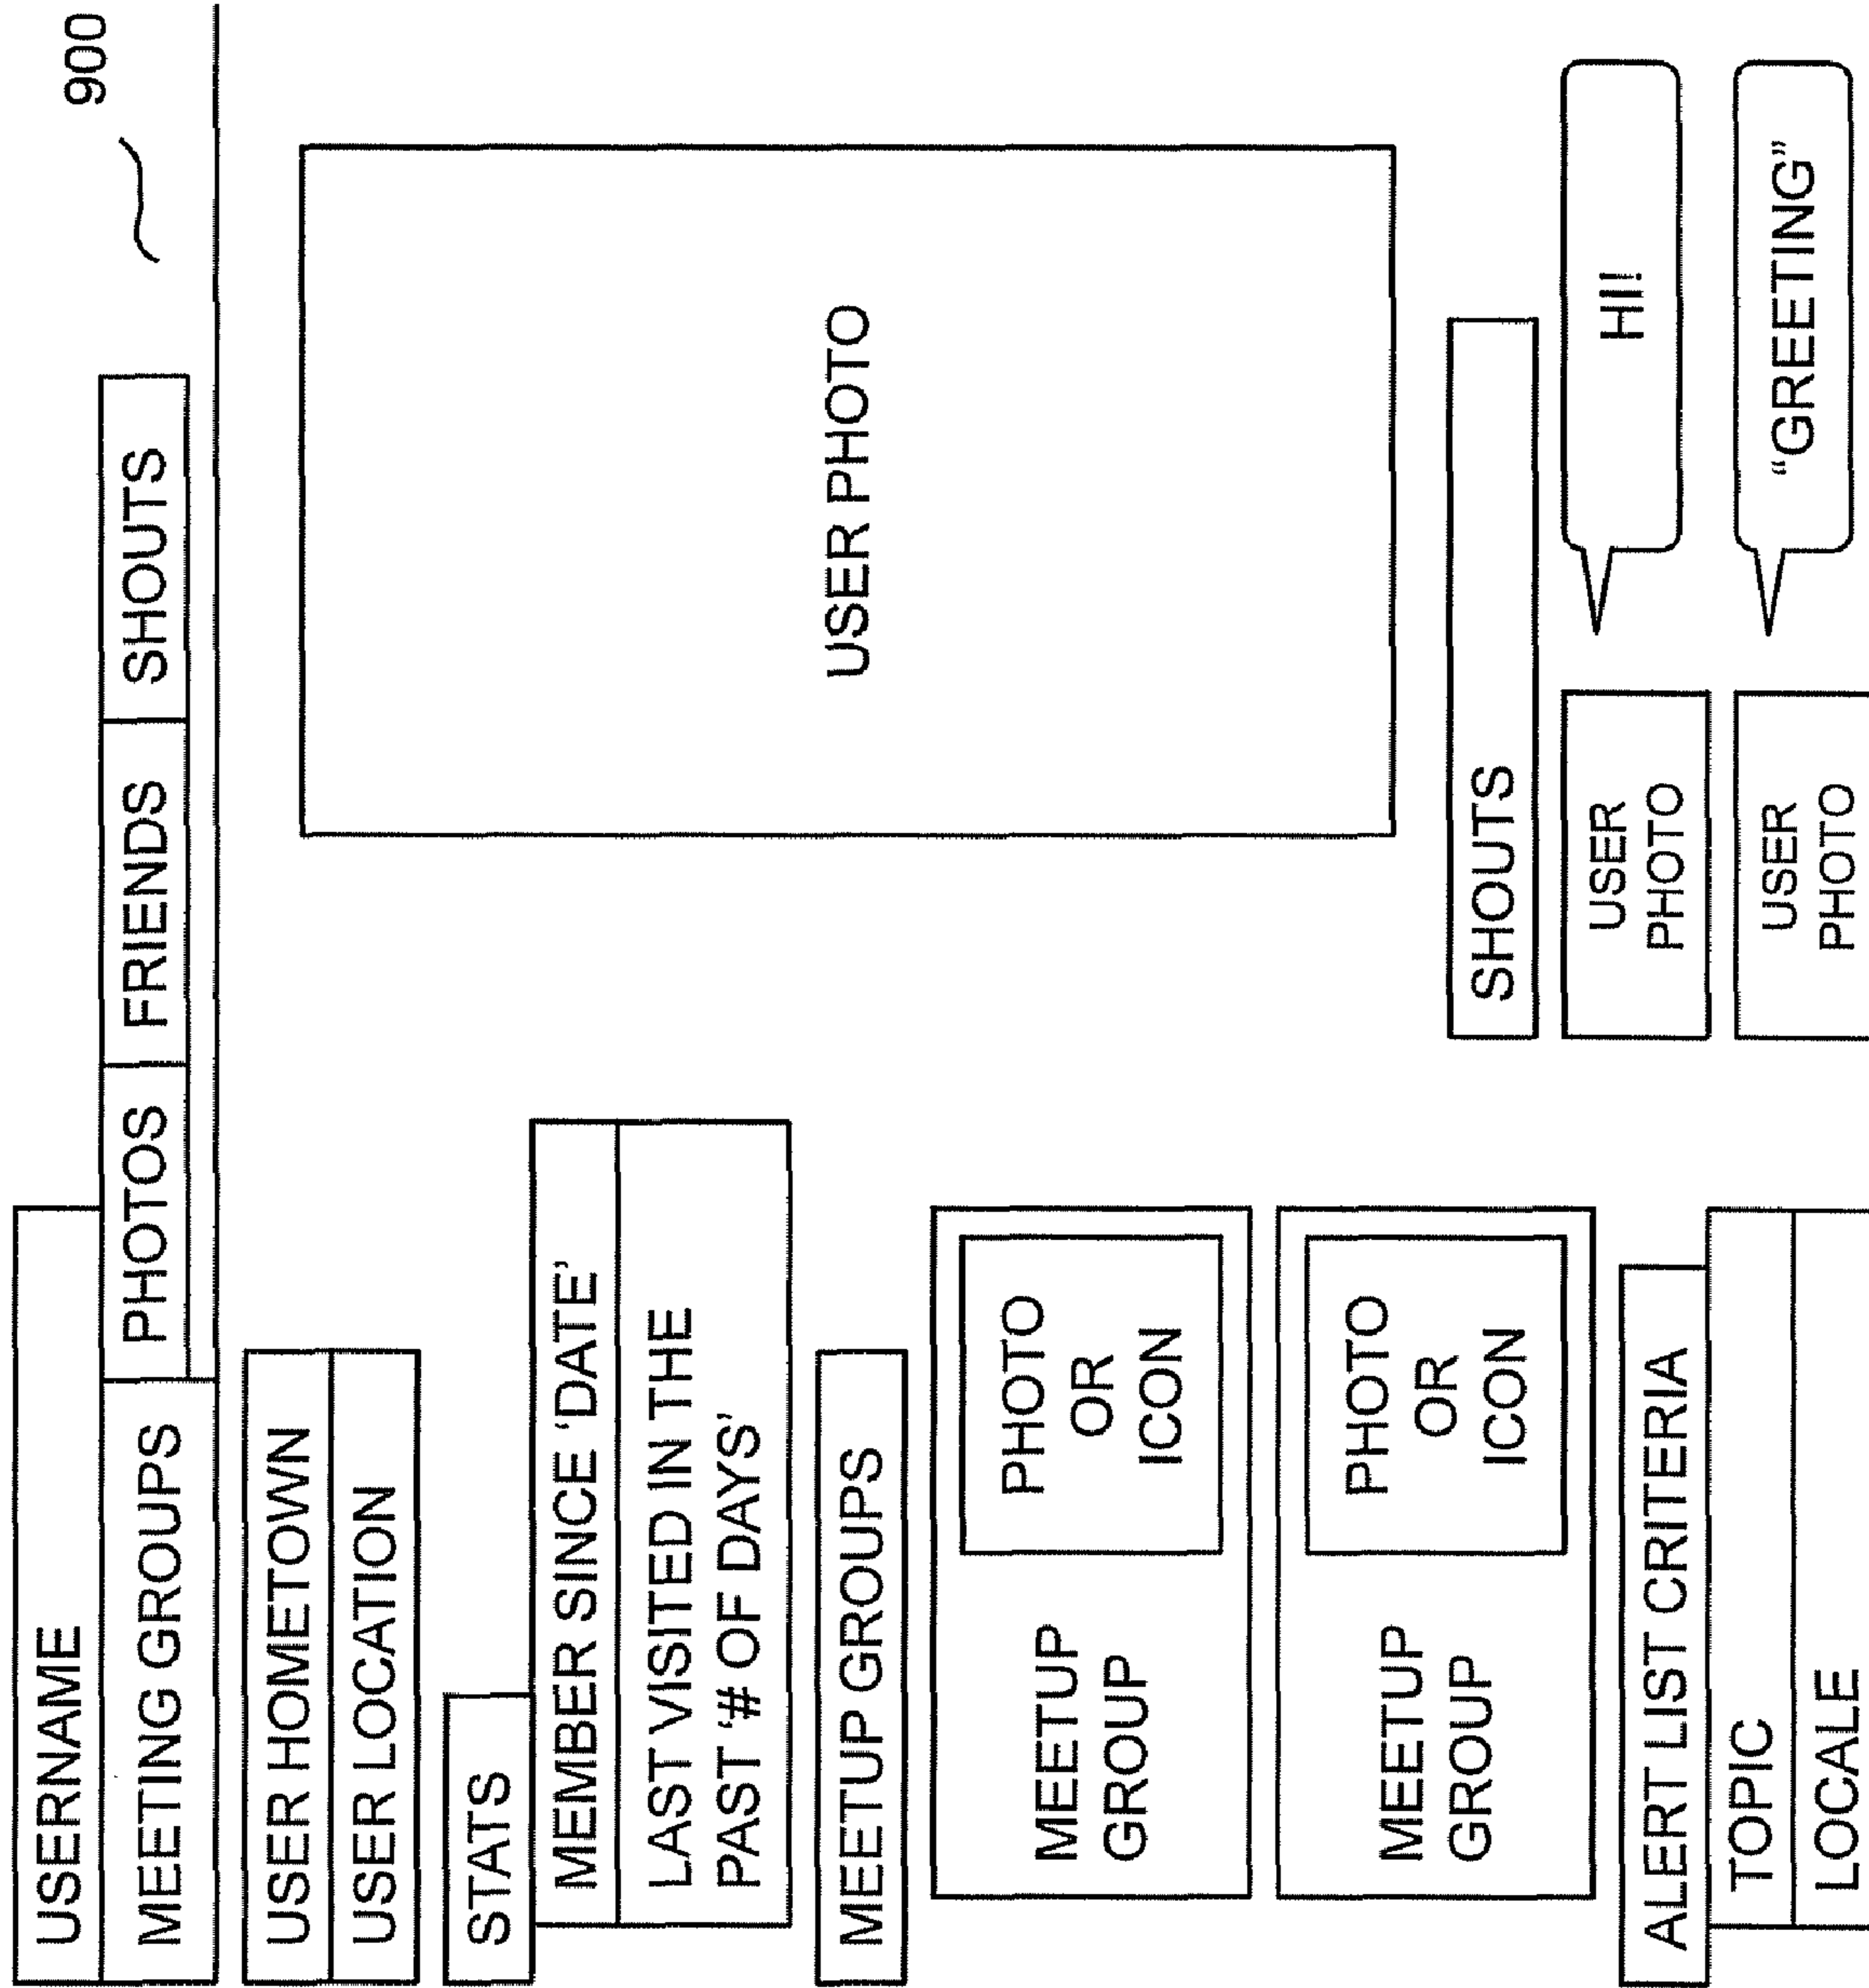 900
USERNAME
MEETING GROUPS PHOTOS FRIENDS SHOUTS
USER HOMETOWN
USER LOCATION
STATS
MEMBER SINCE ‘DATE’
LAST VISITED IN THE
PAST ‘# OF DAYS’
MEETUP GROUPS
MEETUP
GROUP
PHOTO
OR
ICON
MEETUP
GROUP
PHOTO
OR
ICON
ALERT LIST CRITERIA
TOPIC
LOCALE
USER PHOTO
SHOUTS
USER
PHOTO
HI!
USER
PHOTO
“GREETING”